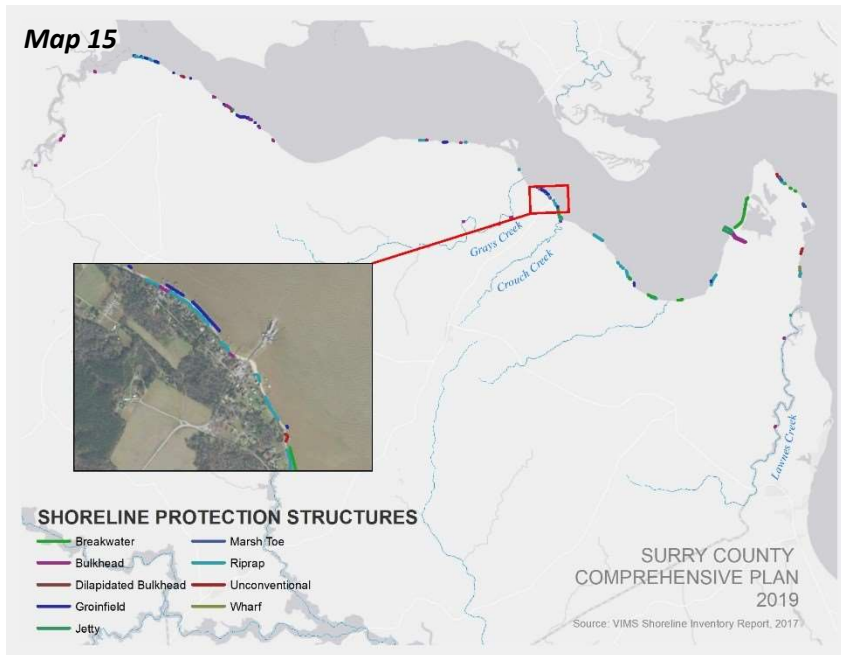 Map 15
Grays Creek
Crouch Creek
Lawnes Creek
SHORELINE PROTECTION STRUCTURES
Breakwater
Bulkhead
Dilapidated Bulkhead
Groinfield
Jetty
Marsh Toe
Riprap
Unconventional
Wharf
SURRY COUNTY
COMPREHENSIVE PLAN
2019
Source: VIMS Shoreline Inventory Report, 2017